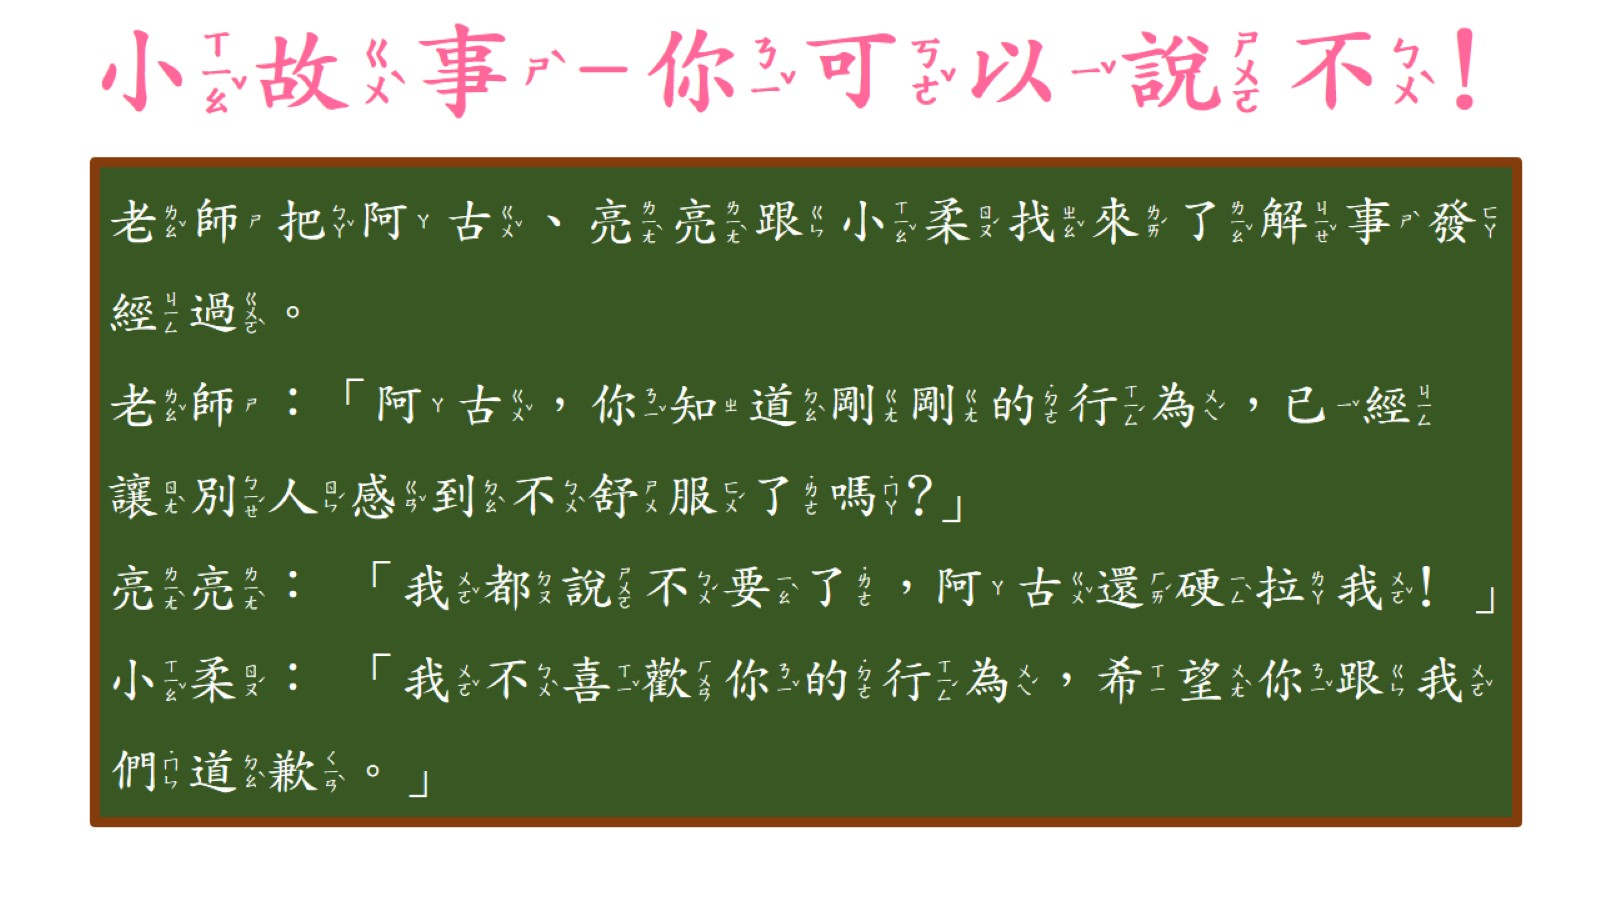 小故事－你可以說不！
老師把阿古、亮亮跟小柔找來了解事發
經過。
老師：「阿古，你知道剛剛的行為，已經
讓別人感到不舒服了嗎？」
亮亮：「我都說不要了，阿古還硬拉我！」
小柔：「我不喜歡你的行為，希望你跟我
們道歉。」